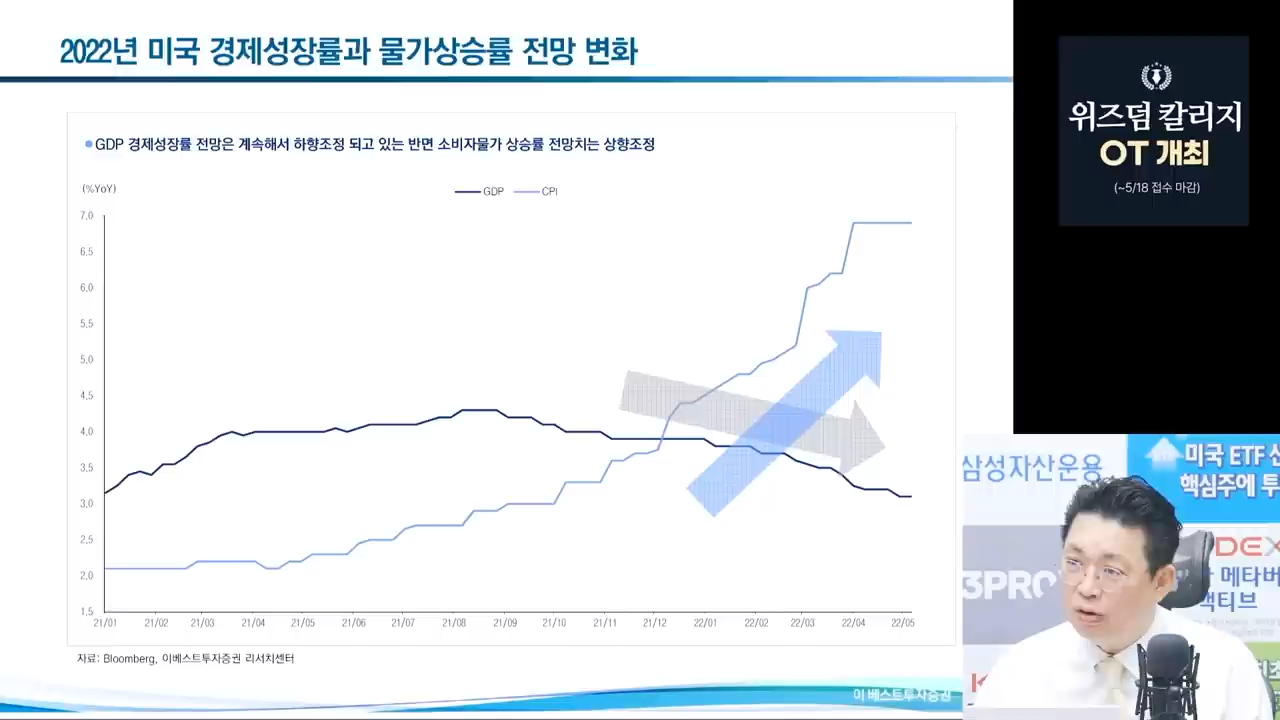 2022년 미국 경제성장률과 물가상승률 전망 변화
GDP 경제성장률 전망은 계속해서 하향조정 되고 있는 반면 소비자물가 상승률 전망치는 상향조정
(%YoY)
GDP CPI
7.0
6.5
6.0
5.5
5.0
4.5
4.0
3.5
3.0
2.5
2.0
1.5
21/01 21/02 21/03 21/04 21/05 21/06 21/07 21/08 21/09 21/10 21/11 21/12 22/01 22/02 22/03 22/04 22/05
자료: Bloomberg, 이베스트투자증권 리서치센터
이베스트투자증권
위즈덤 칼리지
OT 개최
(~5/18 접수 마감)
삼성자산운용
미국 ETF
핵심주에 투
3PRO
DEX
메타버
액티브
K